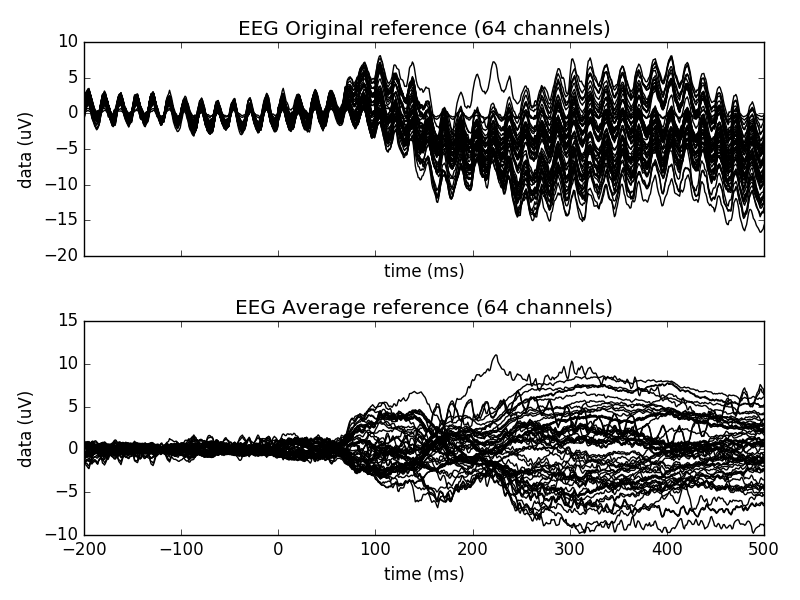 EEG Original reference (64 channels)
10
5
0
−5
−10
−15
−20
data (uV)
time (ms)
EEG Average reference (64 channels)
15
10
5
0
−5
−10
data (uV)
−200 −100 0 100 200 300 400 500
time (ms)